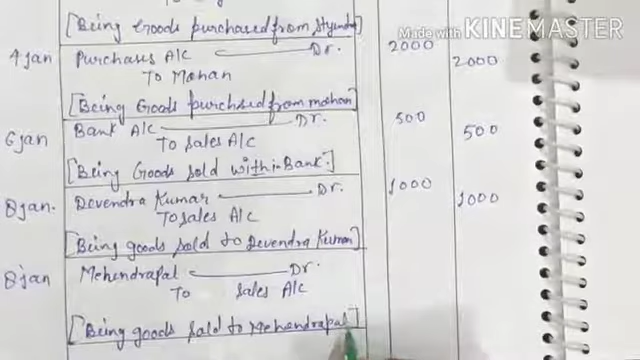 Made with KINEMASTER
[Being Goods purchased from
4 jan Purchases A/C Dr. 2000
To Mohan 2000
[Being Goods purchased from mohan]
6 jan Bank A/C Dr. 500
To Sales A/C 500
[Being Goods sold with Bank.]
8 jan. Devendra Kumar Dr. 1000
To sales A/C 1000
[Being goods sold to Devendra Kumar]
8 jan Mehendrapal Dr.
To sales A/C
[Being goods sold to Mehendrapal]